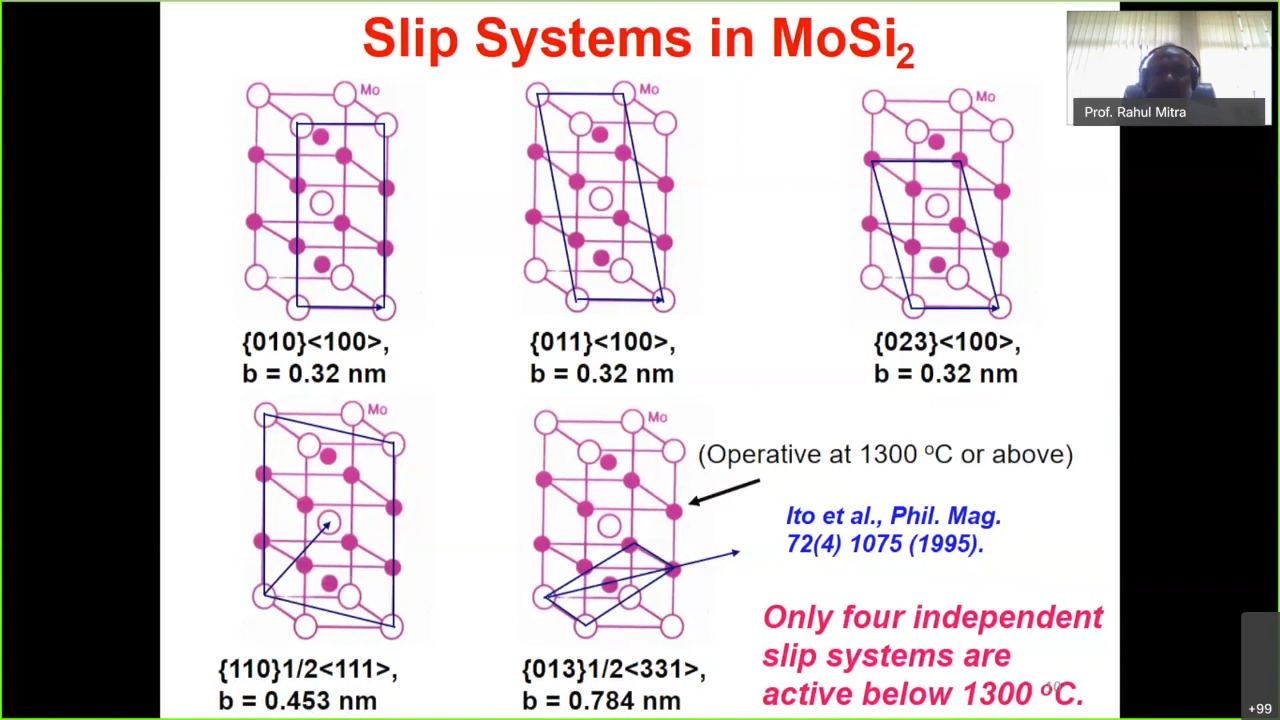 Slip Systems in MoSi₂
Prof. Rahul Mitra
Mo
Mo
Mo
{010}<100>,
b = 0.32 nm
{011}<100>,
b = 0.32 nm
{023}<100>,
b = 0.32 nm
Mo
Mo
(Operative at 1300 ᵒC or above)
Ito et al., Phil. Mag.
72(4) 1075 (1995).
{110}1/2<111>,
b = 0.453 nm
{013}1/2<331>,
b = 0.784 nm
Only four independent
slip systems are
active below 1300 ᵒC.
+99